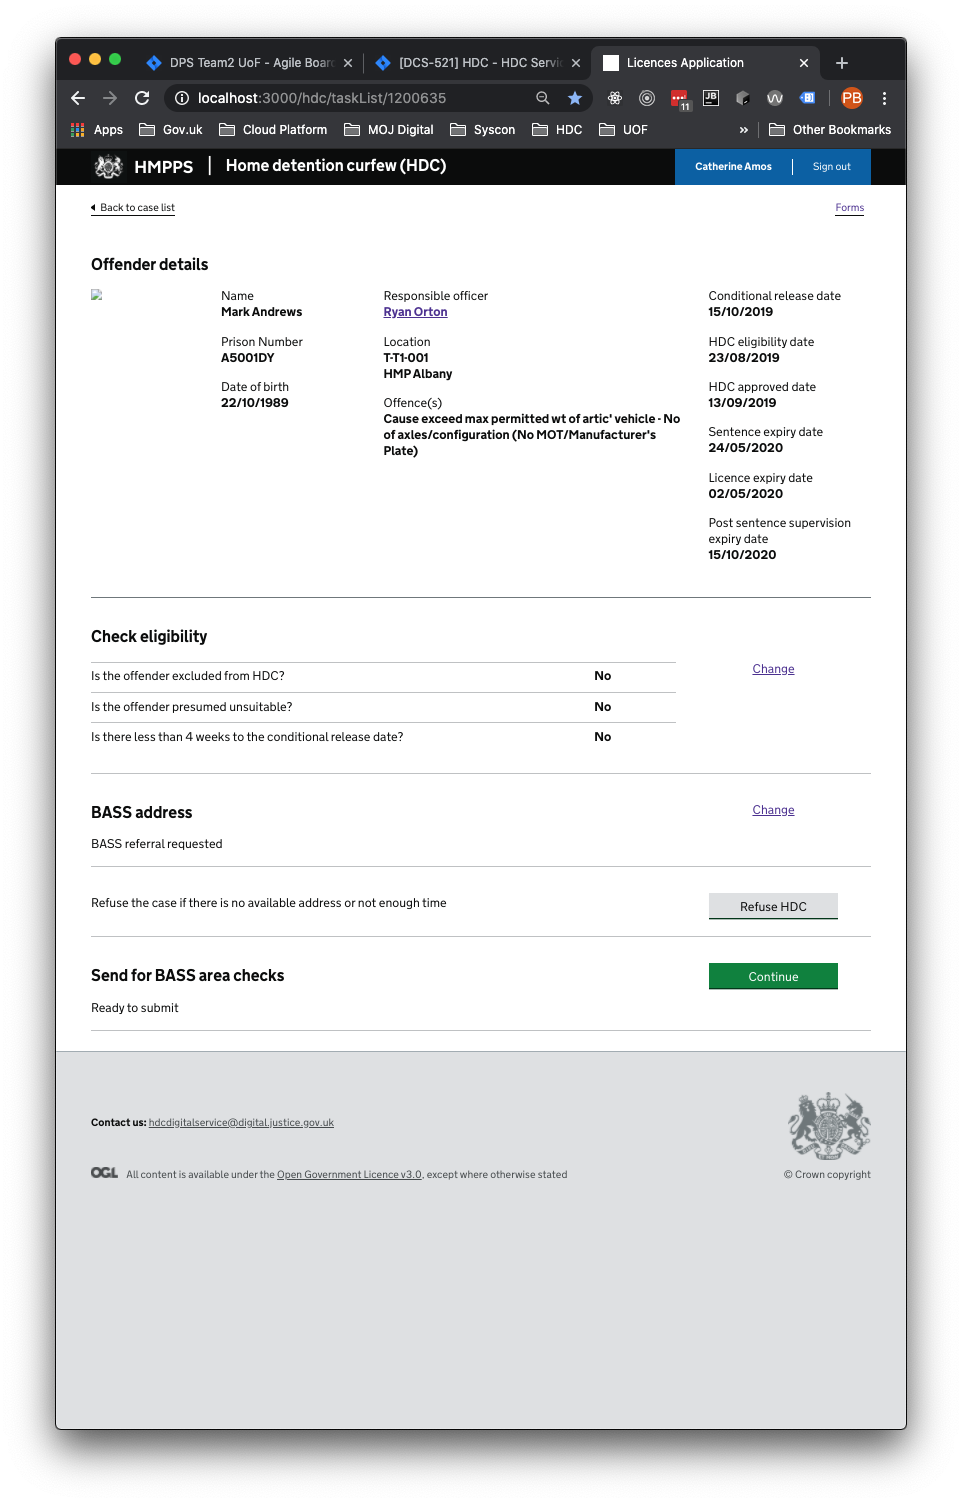 DPS Team2 UoF - Agile Board
[DCS-521] HDC - HDC Servic
Licences Application
localhost:3000/hdc/taskList/1200635
JB
11
PB
Apps
Gov.uk
Cloud Platform
MOJ Digital
Syscon
HDC
UOF
»
Other Bookmarks
HMPPS
Home detention curfew (HDC)
Catherine Amos
Sign out
Back to case list
Forms
Offender details
Name
Mark Andrews
Prison Number
A5001DY
Date of birth
22/10/1989
Responsible officer
Ryan Orton
Location
T-T1-001
HMP Albany
Offence(s)
Cause exceed max permitted wt of artic' vehicle - No
of axles/configuration (No MOT/Manufacturer's
Plate)
Conditional release date
15/10/2019
HDC eligibility date
23/08/2019
HDC approved date
13/09/2019
Sentence expiry date
24/05/2020
Licence expiry date
02/05/2020
Post sentence supervision
expiry date
15/10/2020
Check eligibility
Change
Is the offender excluded from HDC? No
Is the offender presumed unsuitable? No
Is there less than 4 weeks to the conditional release date? No
BASS address
Change
BASS referral requested
Refuse the case if there is no available address or not enough time
Refuse HDC
Send for BASS area checks
Continue
Ready to submit
Contact us: hdcdigitalservice@digital.justice.gov.uk
OGL All content is available under the Open Government Licence v3.0, except where otherwise stated
© Crown copyright